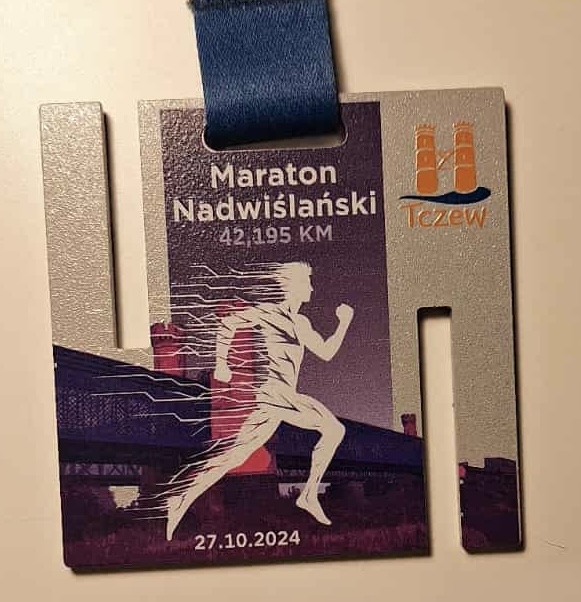 Maraton
Nadwiślański
42,195 KM
Tczew
27.10.2024